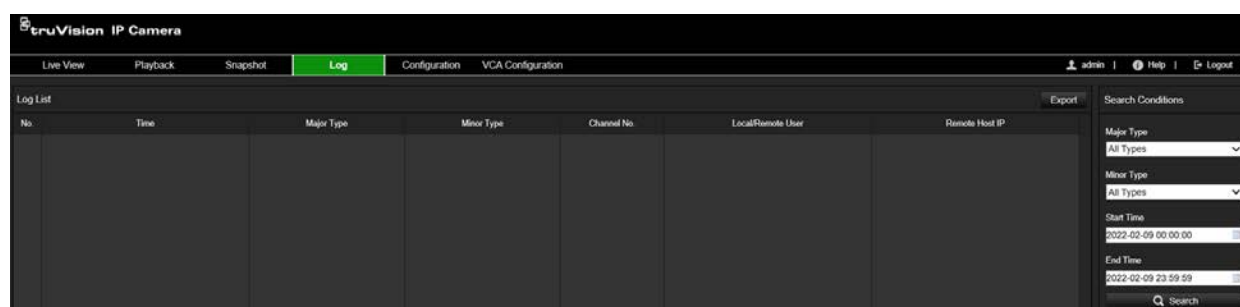 truVision IP Camera
Live View Playback Snapshot Log Configuration VCA Configuration admin | Help | Logout
Log List Export Search Conditions
No. Time Major Type Minor Type Channel No. Local/Remote User Remote Host IP
Major Type
All Types
Minor Type
All Types
Start Time
2022-02-09 00:00:00
End Time
2022-02-09 23:59:59
Search